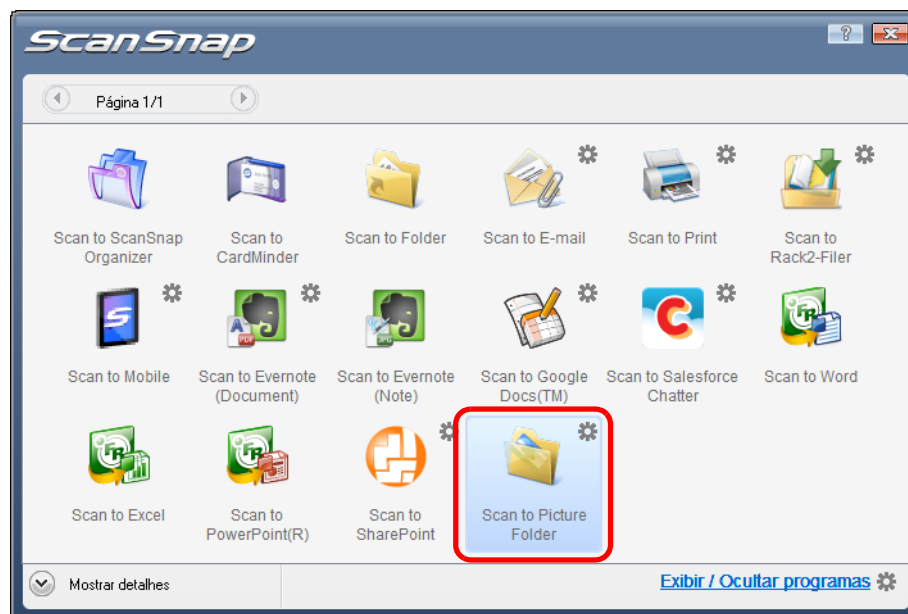 ScanSnap
Página 1/1
Scan to ScanSnap
Organizer
Scan to
CardMinder
Scan to Folder
Scan to E-mail
Scan to Print
Scan to
Rack2-Filer
Scan to Mobile
Scan to Evernote
(Document)
Scan to Evernote
(Note)
Scan to Google
Docs(TM)
Scan to Salesforce
Chatter
Scan to Word
Scan to Excel
Scan to
PowerPoint(R)
Scan to
SharePoint
Scan to Picture
Folder
Mostrar detalhes
Exibir / Ocultar programas